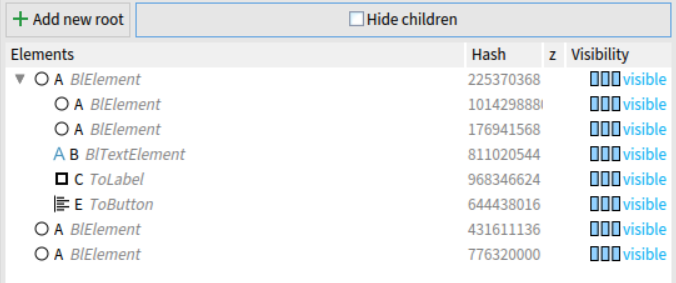 Add new root Hide children
Elements Hash z Visibility
A BlElement 225370368 visible
A BlElement 101429888 visible
A BlElement 176941568 visible
A B BlTextElement 811020544 visible
C ToLabel 968346624 visible
E ToButton 644438016 visible
A BlElement 431611136 visible
A BlElement 776320000 visible